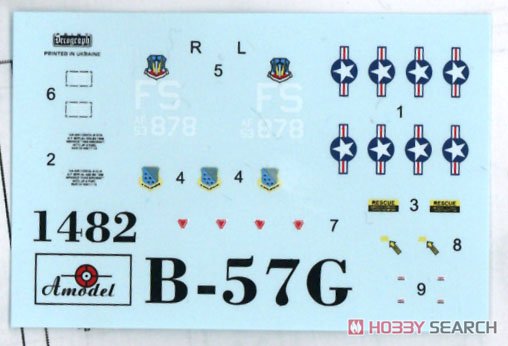 Decograph
PRINTED IN UKRAINE
R L
5
6
FS FS
AF 53 878 AF 53 878
1
2
4 4
RESCUE RESCUE
3
7
1482
8
Amodel
B-57G
9
HOBBY SEARCH